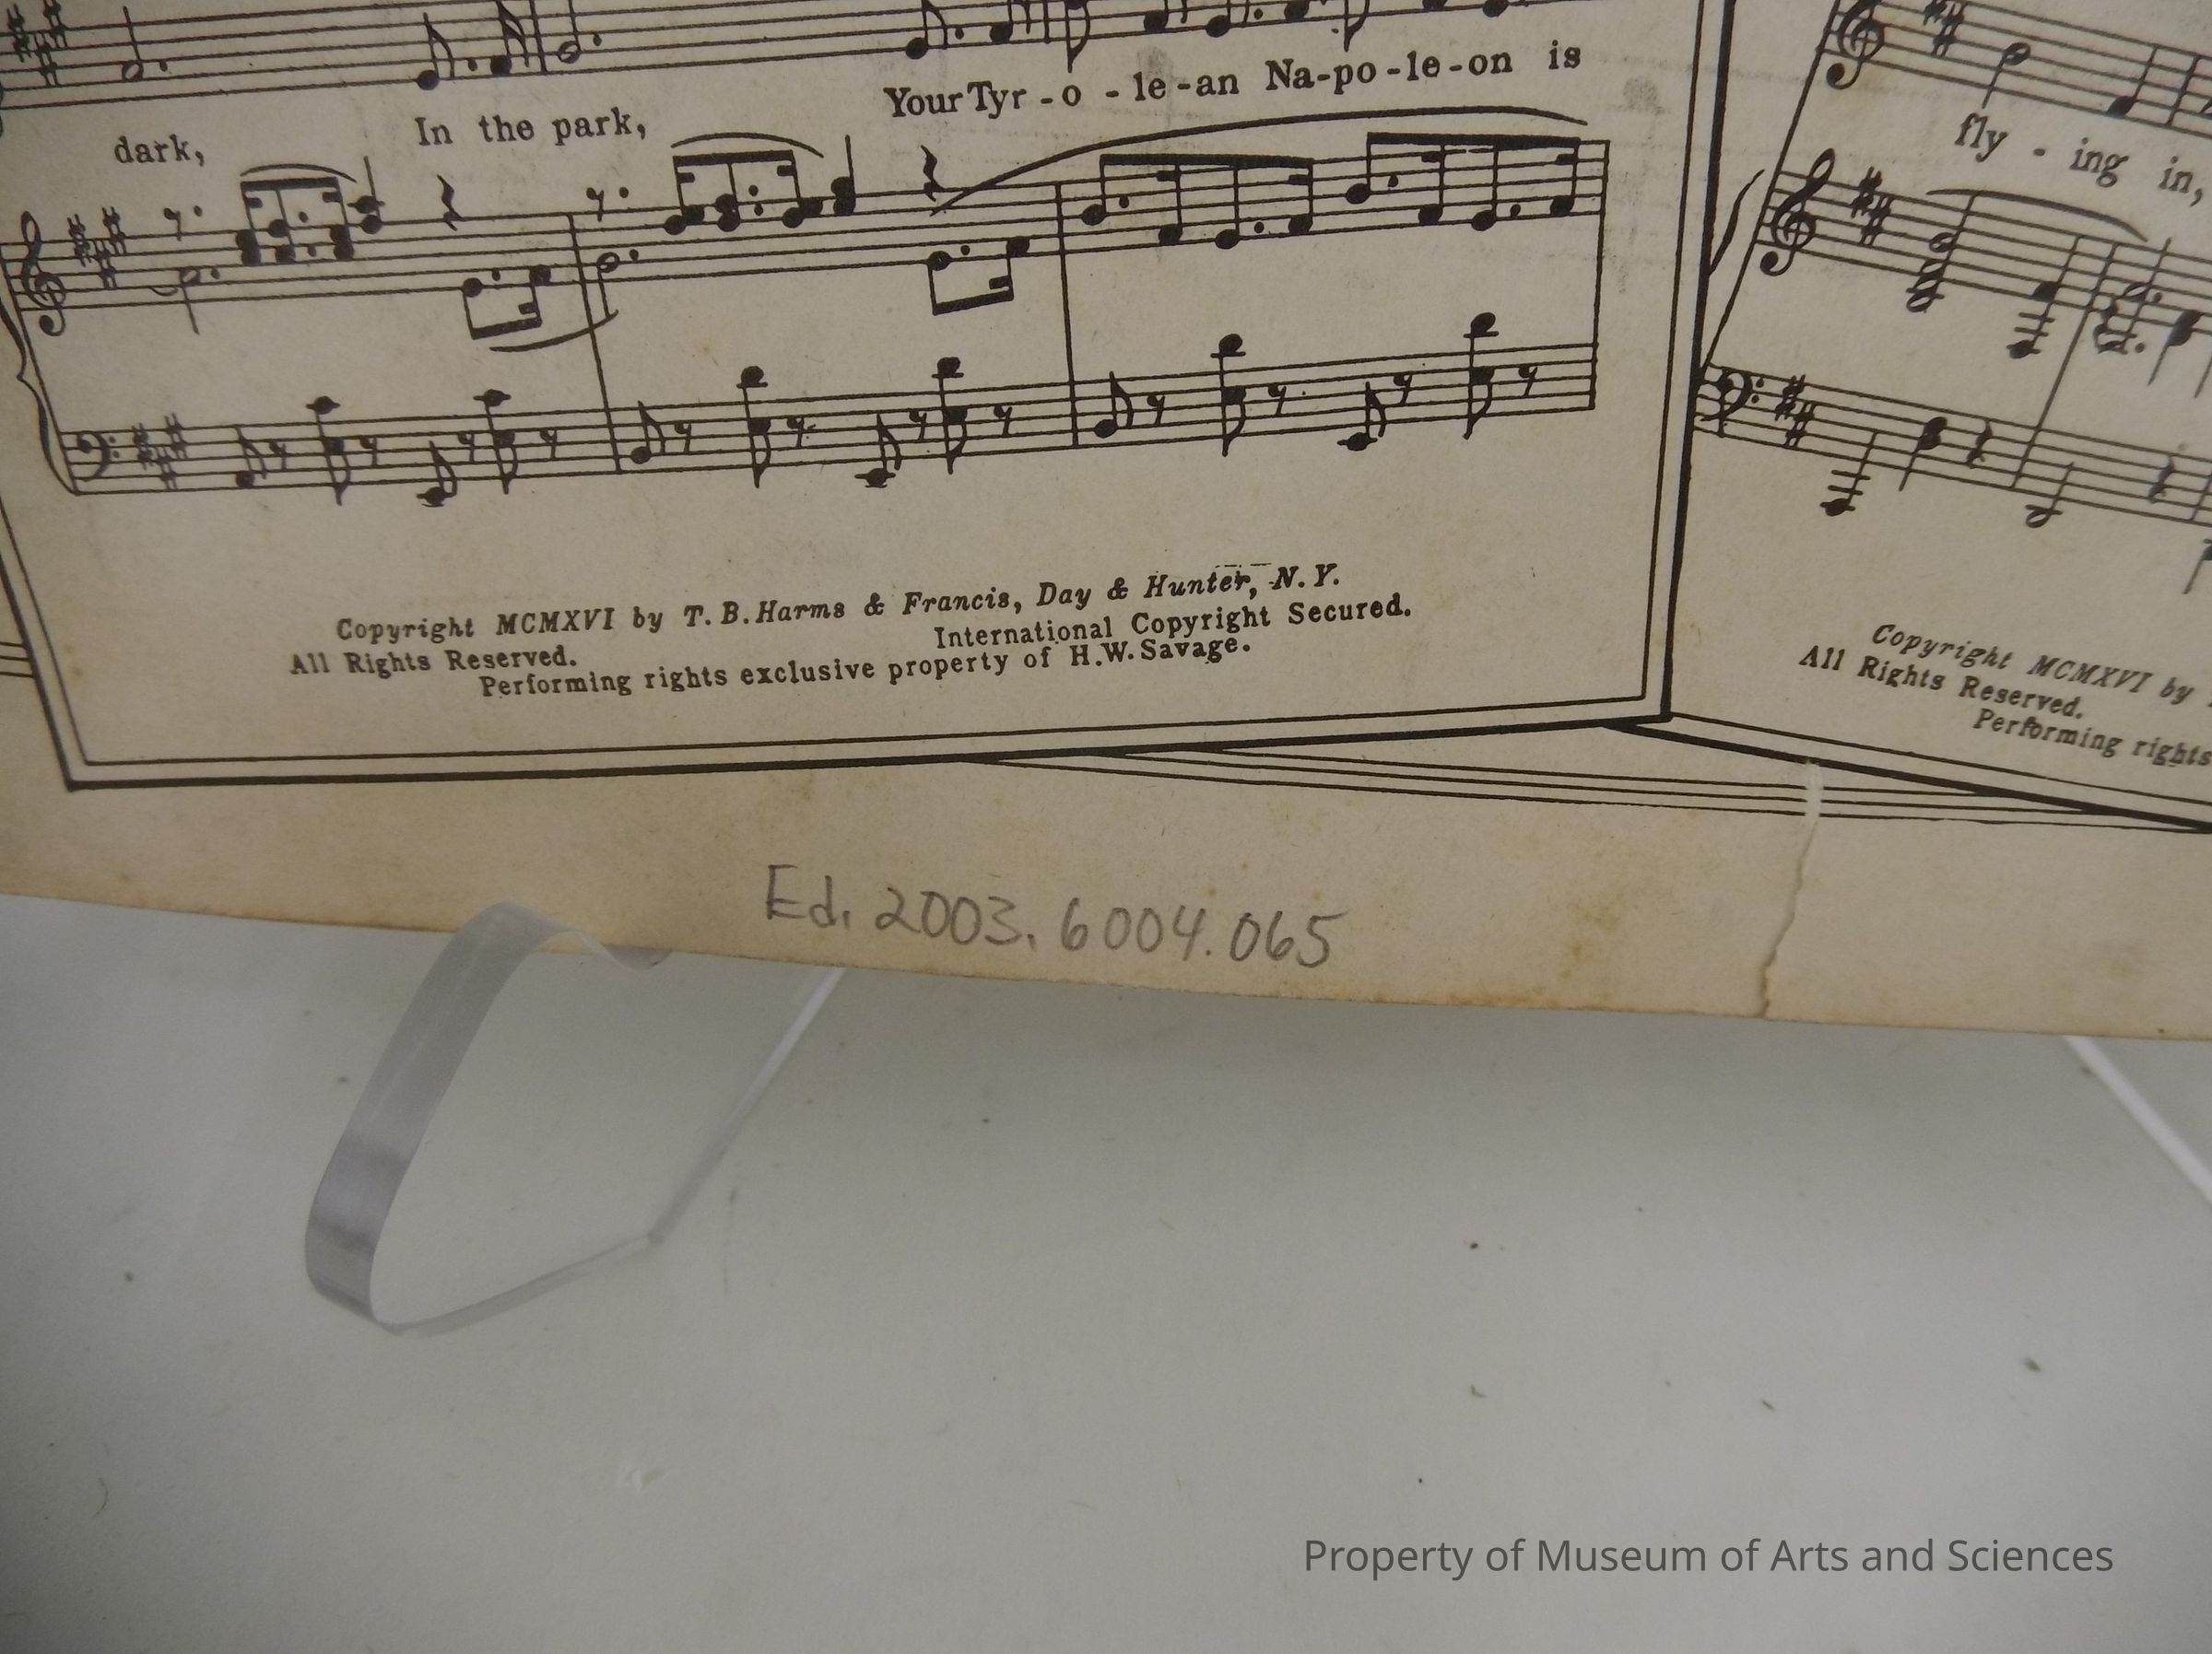 Your Tyr - o - le - an Na - po - le - on is
dark, In the park,
Copyright MCMXVI by T. B. Harms & Francis, Day & Hunter, N. Y.
All Rights Reserved. International Copyright Secured.
Performing rights exclusive property of H. W. Savage.
fly - ing in,
Copyright MCMXVI by
All Rights Reserved.
Performing rights
Ed. 2003. 6004.065
Property of Museum of Arts and Sciences